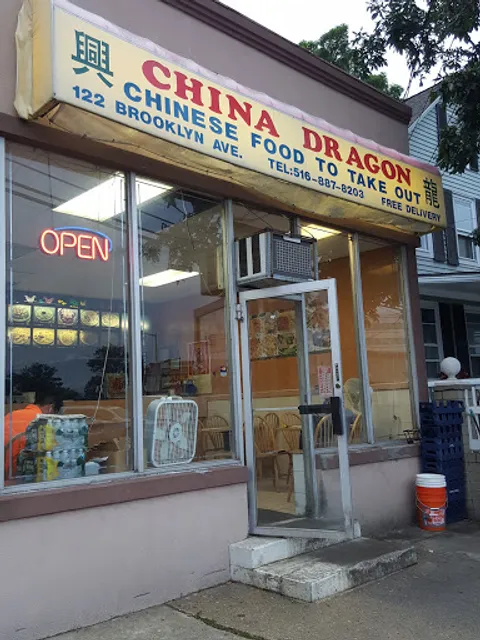 興 CHINA DRAGON 龍
CHINESE FOOD TO TAKE OUT
122 BROOKLYN AVE. TEL:516-887-8203 FREE DELIVERY
OPEN